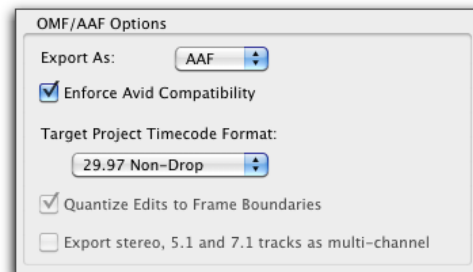 OMF/AAF Options
Export As: AAF
Enforce Avid Compatibility
Target Project Timecode Format:
29.97 Non-Drop
Quantize Edits to Frame Boundaries
Export stereo, 5.1 and 7.1 tracks as multi-channel